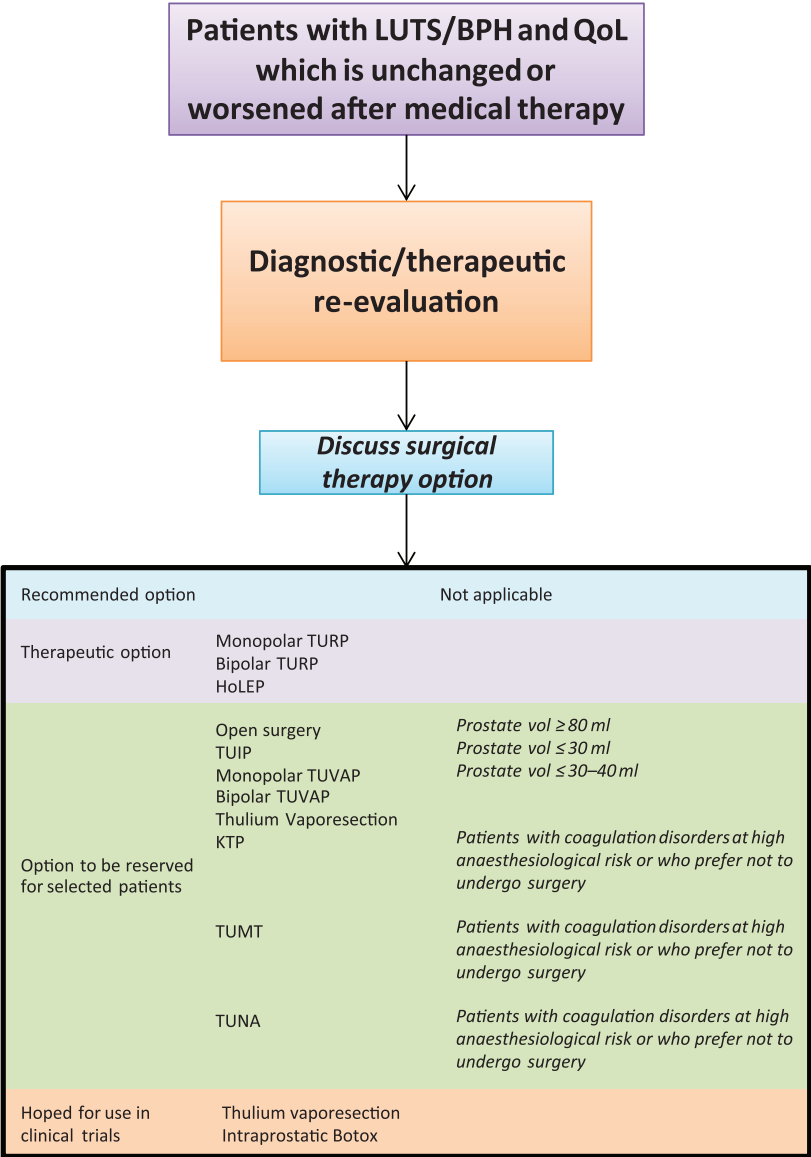 Patients with LUTS/BPH and QoL
which is unchanged or
worsened after medical therapy
Diagnostic/therapeutic
re-evaluation
Discuss surgical
therapy option
Recommended option
Not applicable
Therapeutic option
Monopolar TURP
Bipolar TURP
HoLEP
Option to be reserved
for selected patients
Open surgery
Prostate vol ≥80 ml
TUIP
Prostate vol ≤30 ml
Monopolar TUVAP
Prostate vol ≤30–40 ml
Bipolar TUVAP
Thulium Vaporesection
KTP
Patients with coagulation disorders at high
anaesthesiological risk or who prefer not to
undergo surgery
TUMT
Patients with coagulation disorders at high
anaesthesiological risk or who prefer not to
undergo surgery
TUNA
Patients with coagulation disorders at high
anaesthesiological risk or who prefer not to
undergo surgery
Hoped for use in
clinical trials
Thulium vaporesection
Intraprostatic Botox